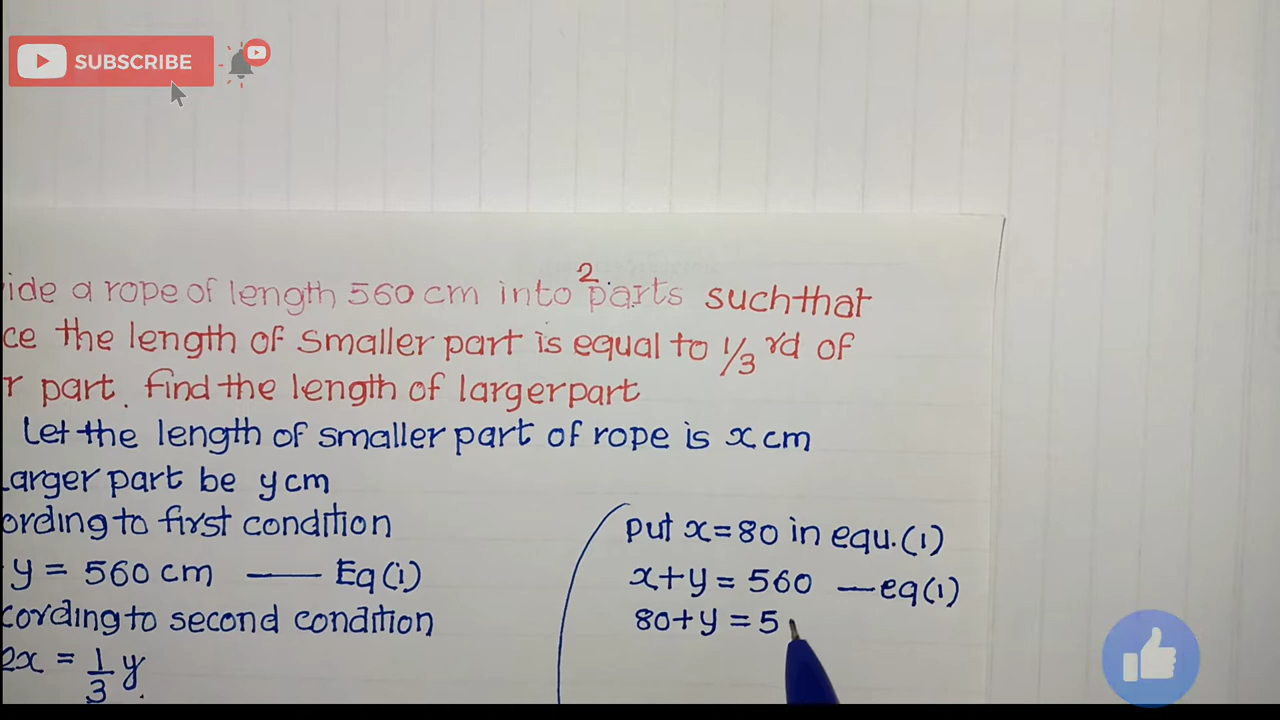 SUBSCRIBE
ide a rope of length 560 cm into 2 parts such that
ce the length of smaller part is equal to 1/3 rd of
r part. Find the length of larger part
Let the length of smaller part of rope is x cm
Larger part be y cm
ording to first condition
y = 560 cm —— Eq(1)
cording to second condition
2x = 1/3 y.
put x=80 in equ.(1)
x+y = 560 —eq(1)
80+y = 5